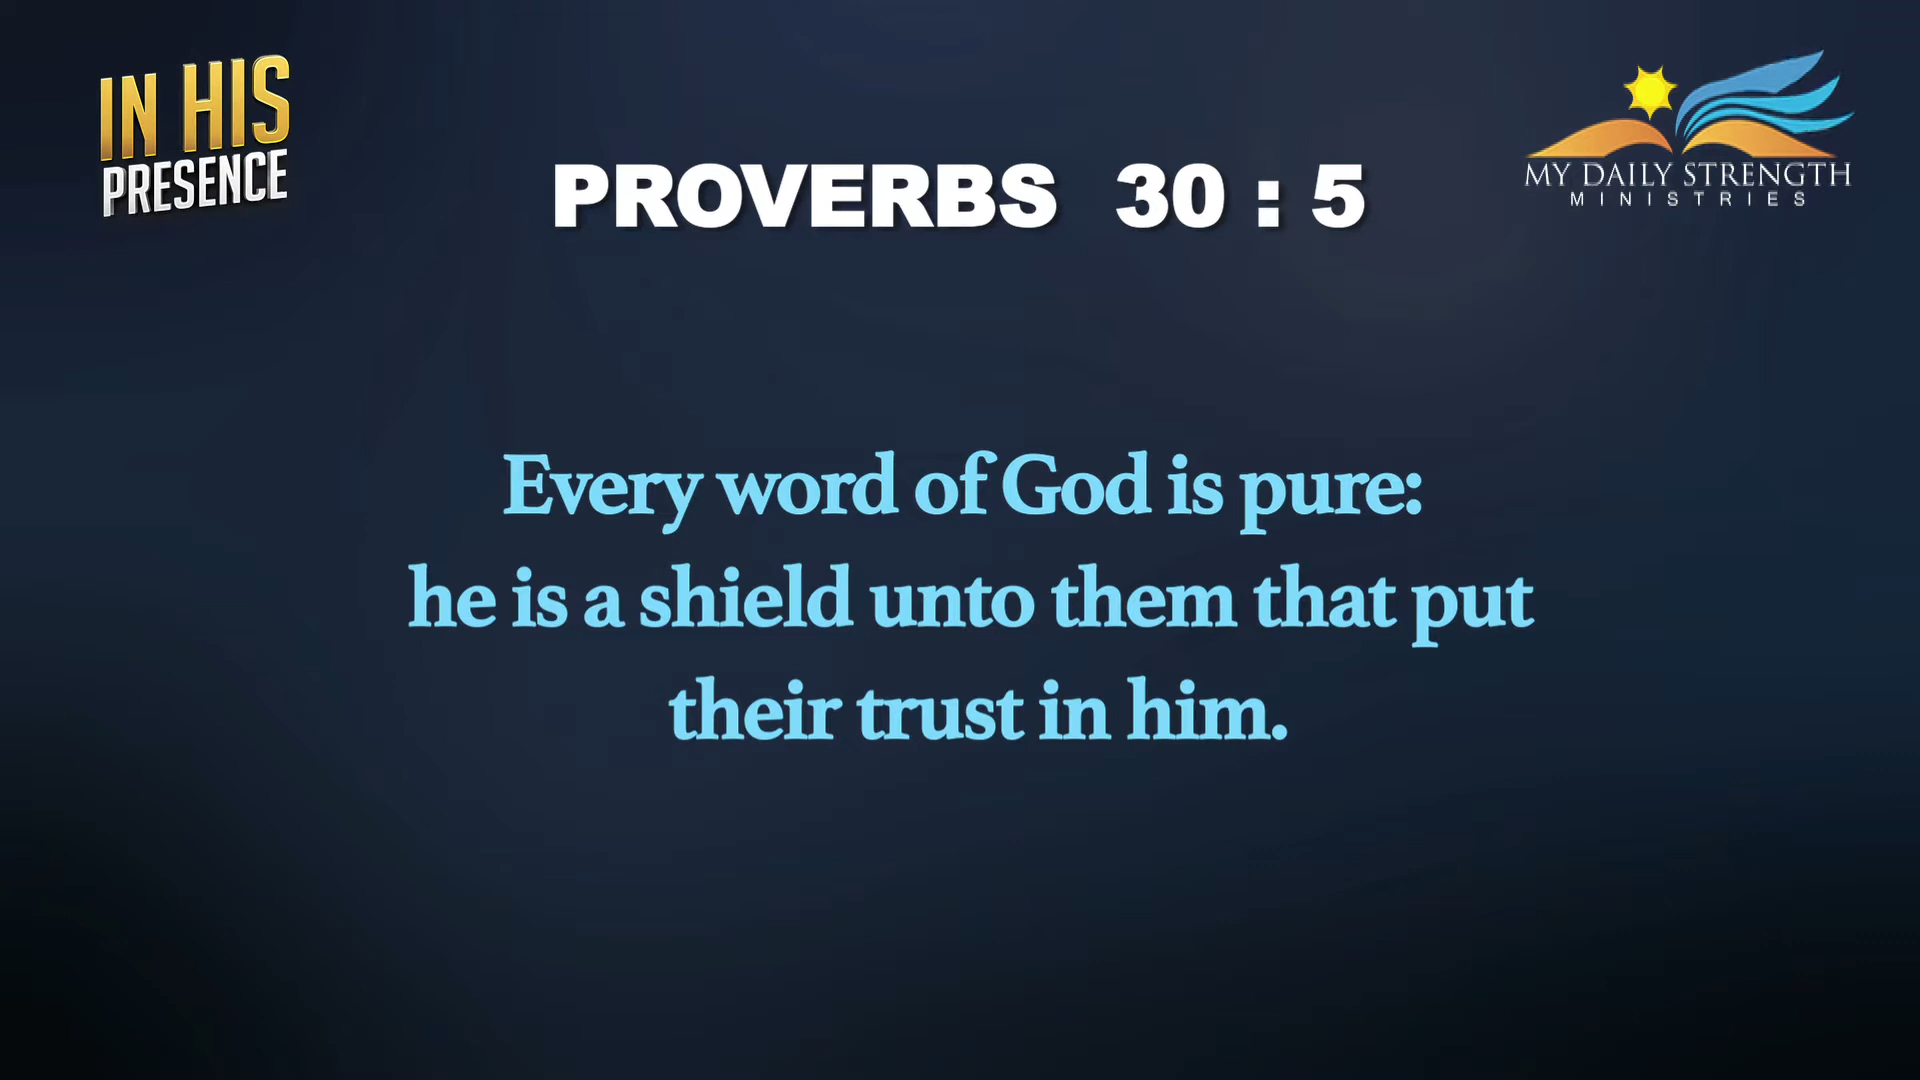 IN HIS
PRESENCE
MY DAILY STRENGTH
MINISTRIES
PROVERBS 30 : 5
Every word of God is pure:
he is a shield unto them that put
their trust in him.